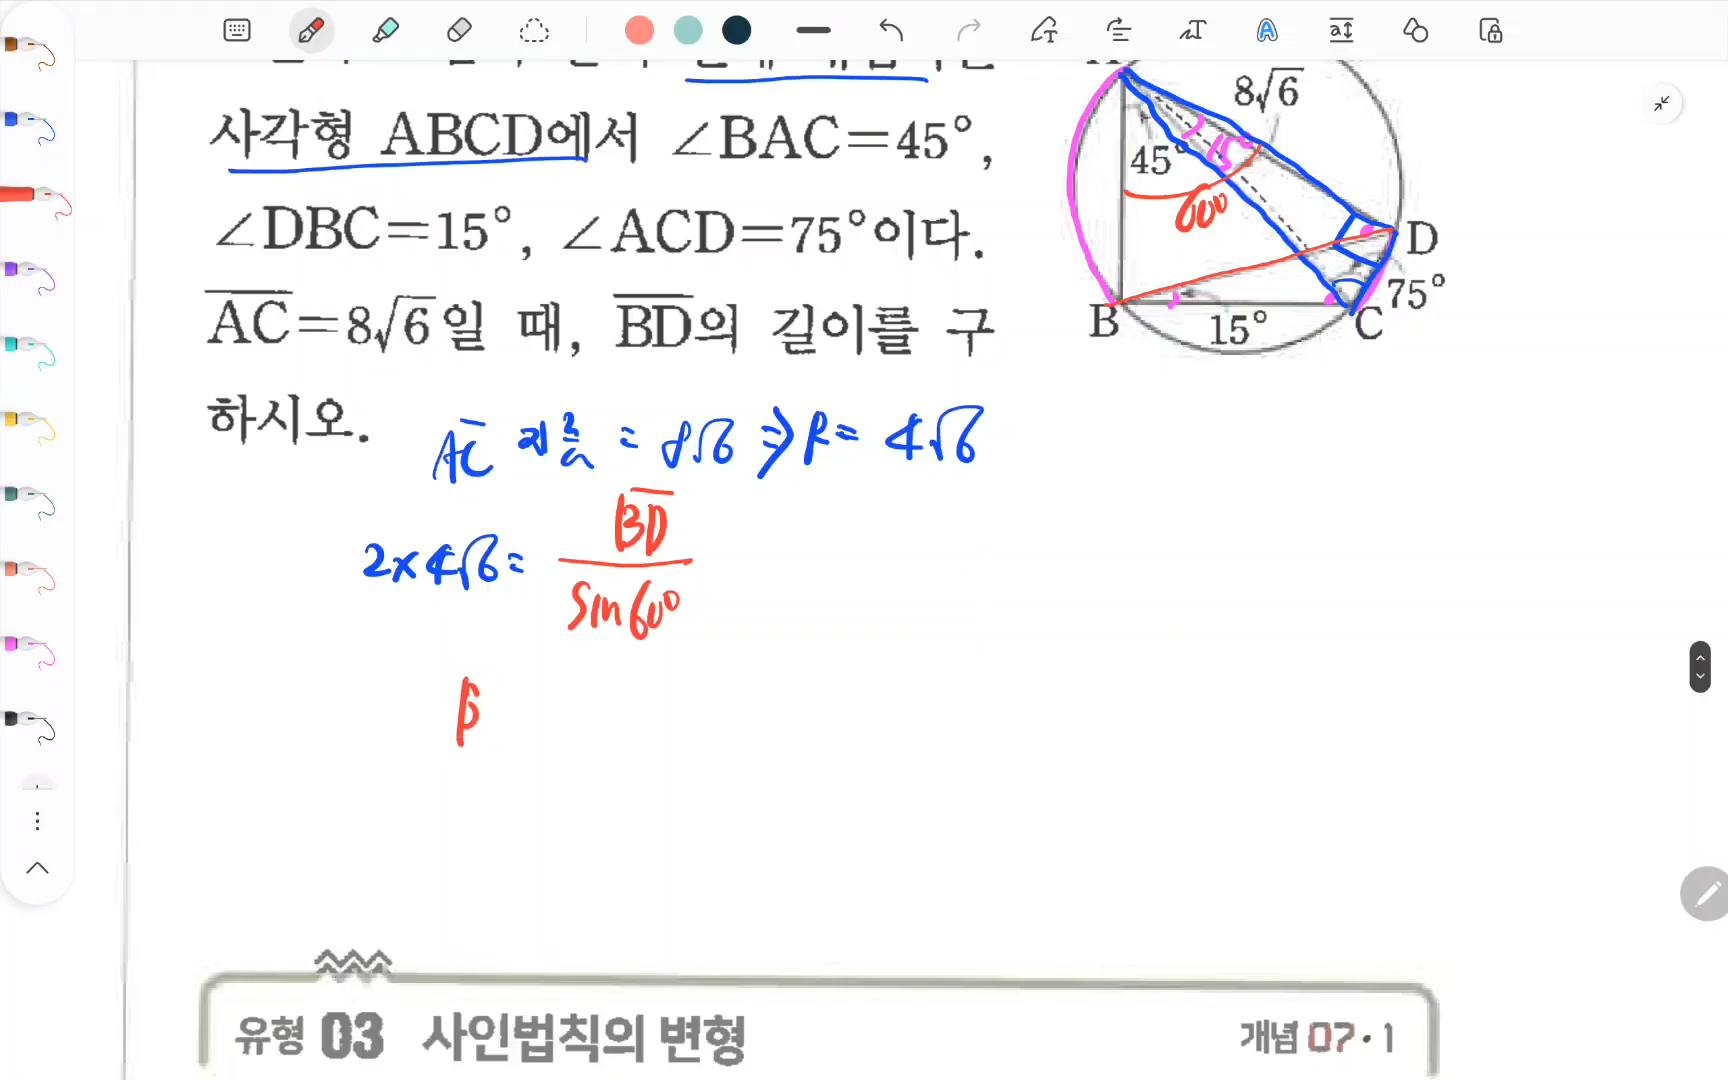 사각형 ABCD에서 ∠BAC=45°,
∠DBC=15°, ∠ACD=75°이다.
AC=8√6일 때, BD의 길이를 구
하시오.
8√6
45°
15
60°
D
75°
B
15°
C
AC 지름 = 8√6 ⇒ R = 4√6
2×4√6 = BD / sin60°
B
유형 03 사인법칙의 변형
개념 07·1